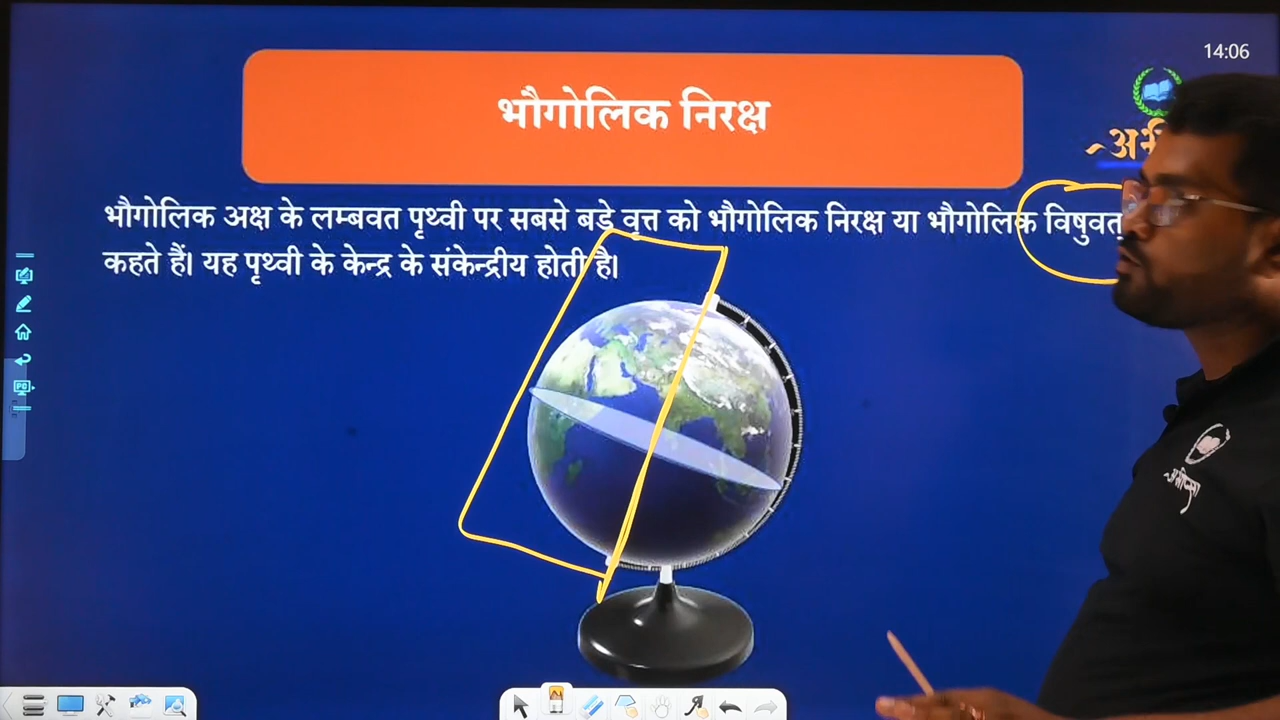 14:06
भौगोलिक निरक्ष
भौगोलिक अक्ष के लम्बवत पृथ्वी पर सबसे बडे वृत्त को भौगोलिक निरक्ष या भौगोलिक विषुवत
कहते हैं। यह पृथ्वी के केन्द्र के संकेन्द्रीय होती है।